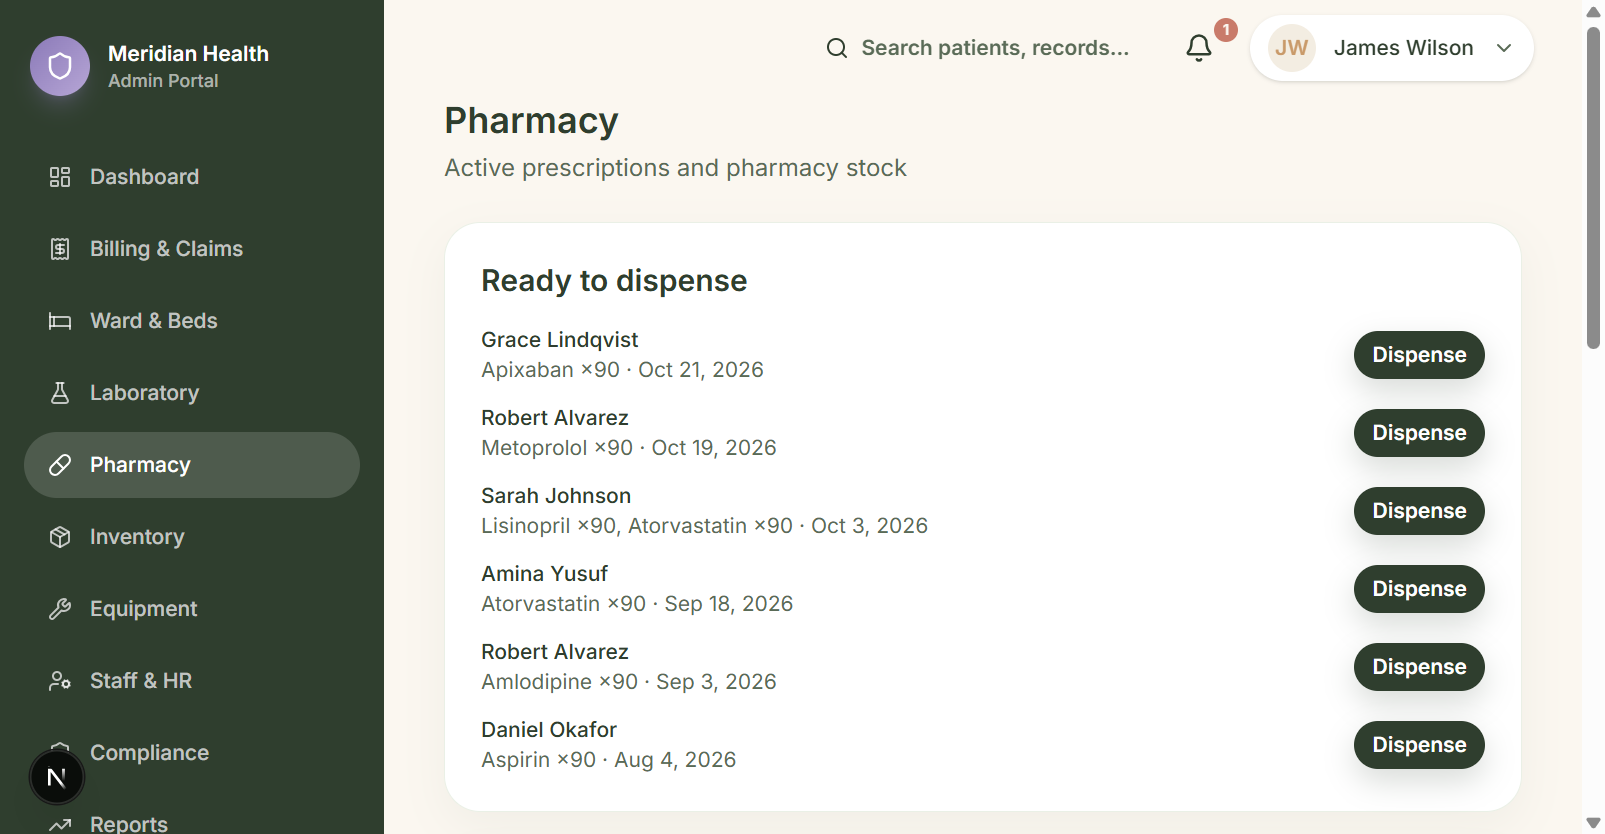 Meridian Health
Admin Portal
Dashboard
Billing & Claims
Ward & Beds
Laboratory
Pharmacy
Inventory
Equipment
Staff & HR
Compliance
Reports
N
Search patients, records...
1
JW
James Wilson
Pharmacy
Active prescriptions and pharmacy stock
Ready to dispense
Grace Lindqvist
Apixaban ×90 · Oct 21, 2026
Dispense
Robert Alvarez
Metoprolol ×90 · Oct 19, 2026
Dispense
Sarah Johnson
Lisinopril ×90, Atorvastatin ×90 · Oct 3, 2026
Dispense
Amina Yusuf
Atorvastatin ×90 · Sep 18, 2026
Dispense
Robert Alvarez
Amlodipine ×90 · Sep 3, 2026
Dispense
Daniel Okafor
Aspirin ×90 · Aug 4, 2026
Dispense